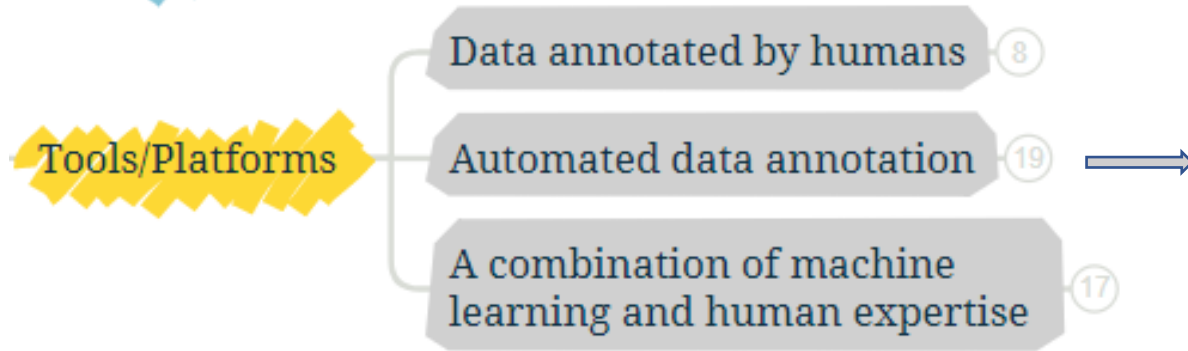 Data annotated by humans 8
Tools/Platforms
Automated data annotation 19
A combination of machine
learning and human expertise 17